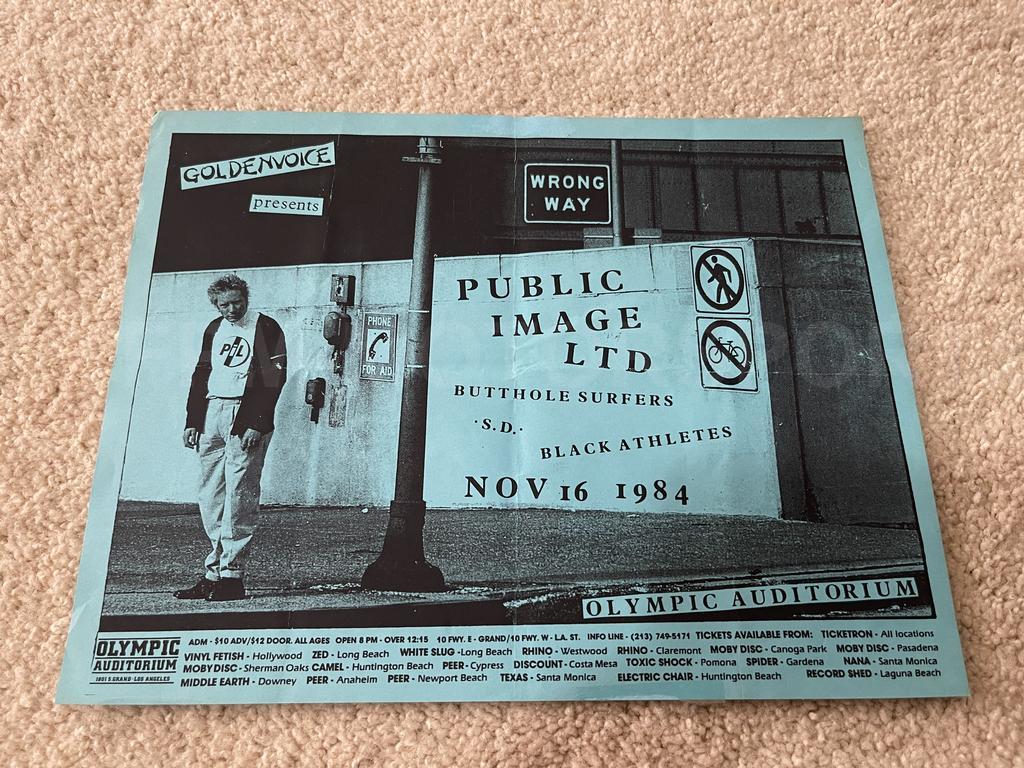 GOLDENVOICE
presents
WRONG
WAY
PUBLIC
IMAGE
LTD
PiL
PHONE
FOR AID
BUTTHOLE SURFERS
·S.D.·
BLACK ATHLETES
NOV 16 1984
OLYMPIC AUDITORIUM
OLYMPIC
AUDITORIUM
1801 S. GRAND · LOS ANGELES
ADM - $10 ADV/$12 DOOR. ALL AGES OPEN 8 PM - OVER 12:15 10 FWY. E - GRAND/10 FWY. W - L.A. ST. INFO LINE - (213) 749-5171 TICKETS AVAILABLE FROM: TICKETRON - All locations
VINYL FETISH - Hollywood ZED - Long Beach WHITE SLUG - Long Beach RHINO - Westwood RHINO - Claremont MOBY DISC - Canoga Park MOBY DISC - Pasadena
MOBY DISC - Sherman Oaks CAMEL - Huntington Beach PEER - Cypress DISCOUNT - Costa Mesa TOXIC SHOCK - Pomona SPIDER - Gardena NANA - Santa Monica
MIDDLE EARTH - Downey PEER - Anaheim PEER - Newport Beach TEXAS - Santa Monica ELECTRIC CHAIR - Huntington Beach RECORD SHED - Laguna Beach